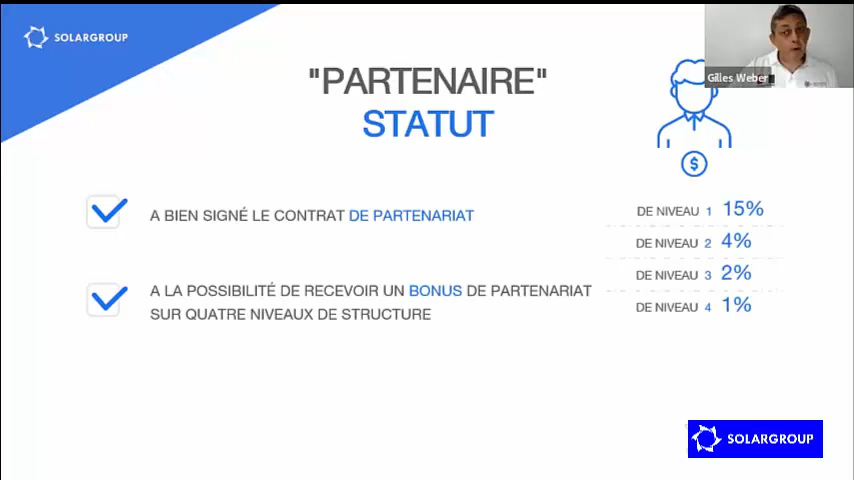 SOLARGROUP
Gilles Weber
"PARTENAIRE"
STATUT
$
A BIEN SIGNÉ LE CONTRAT DE PARTENARIAT
A LA POSSIBILITÉ DE RECEVOIR UN BONUS DE PARTENARIAT
SUR QUATRE NIVEAUX DE STRUCTURE
DE NIVEAU 1 15%
DE NIVEAU 2 4%
DE NIVEAU 3 2%
DE NIVEAU 4 1%
SOLARGROUP